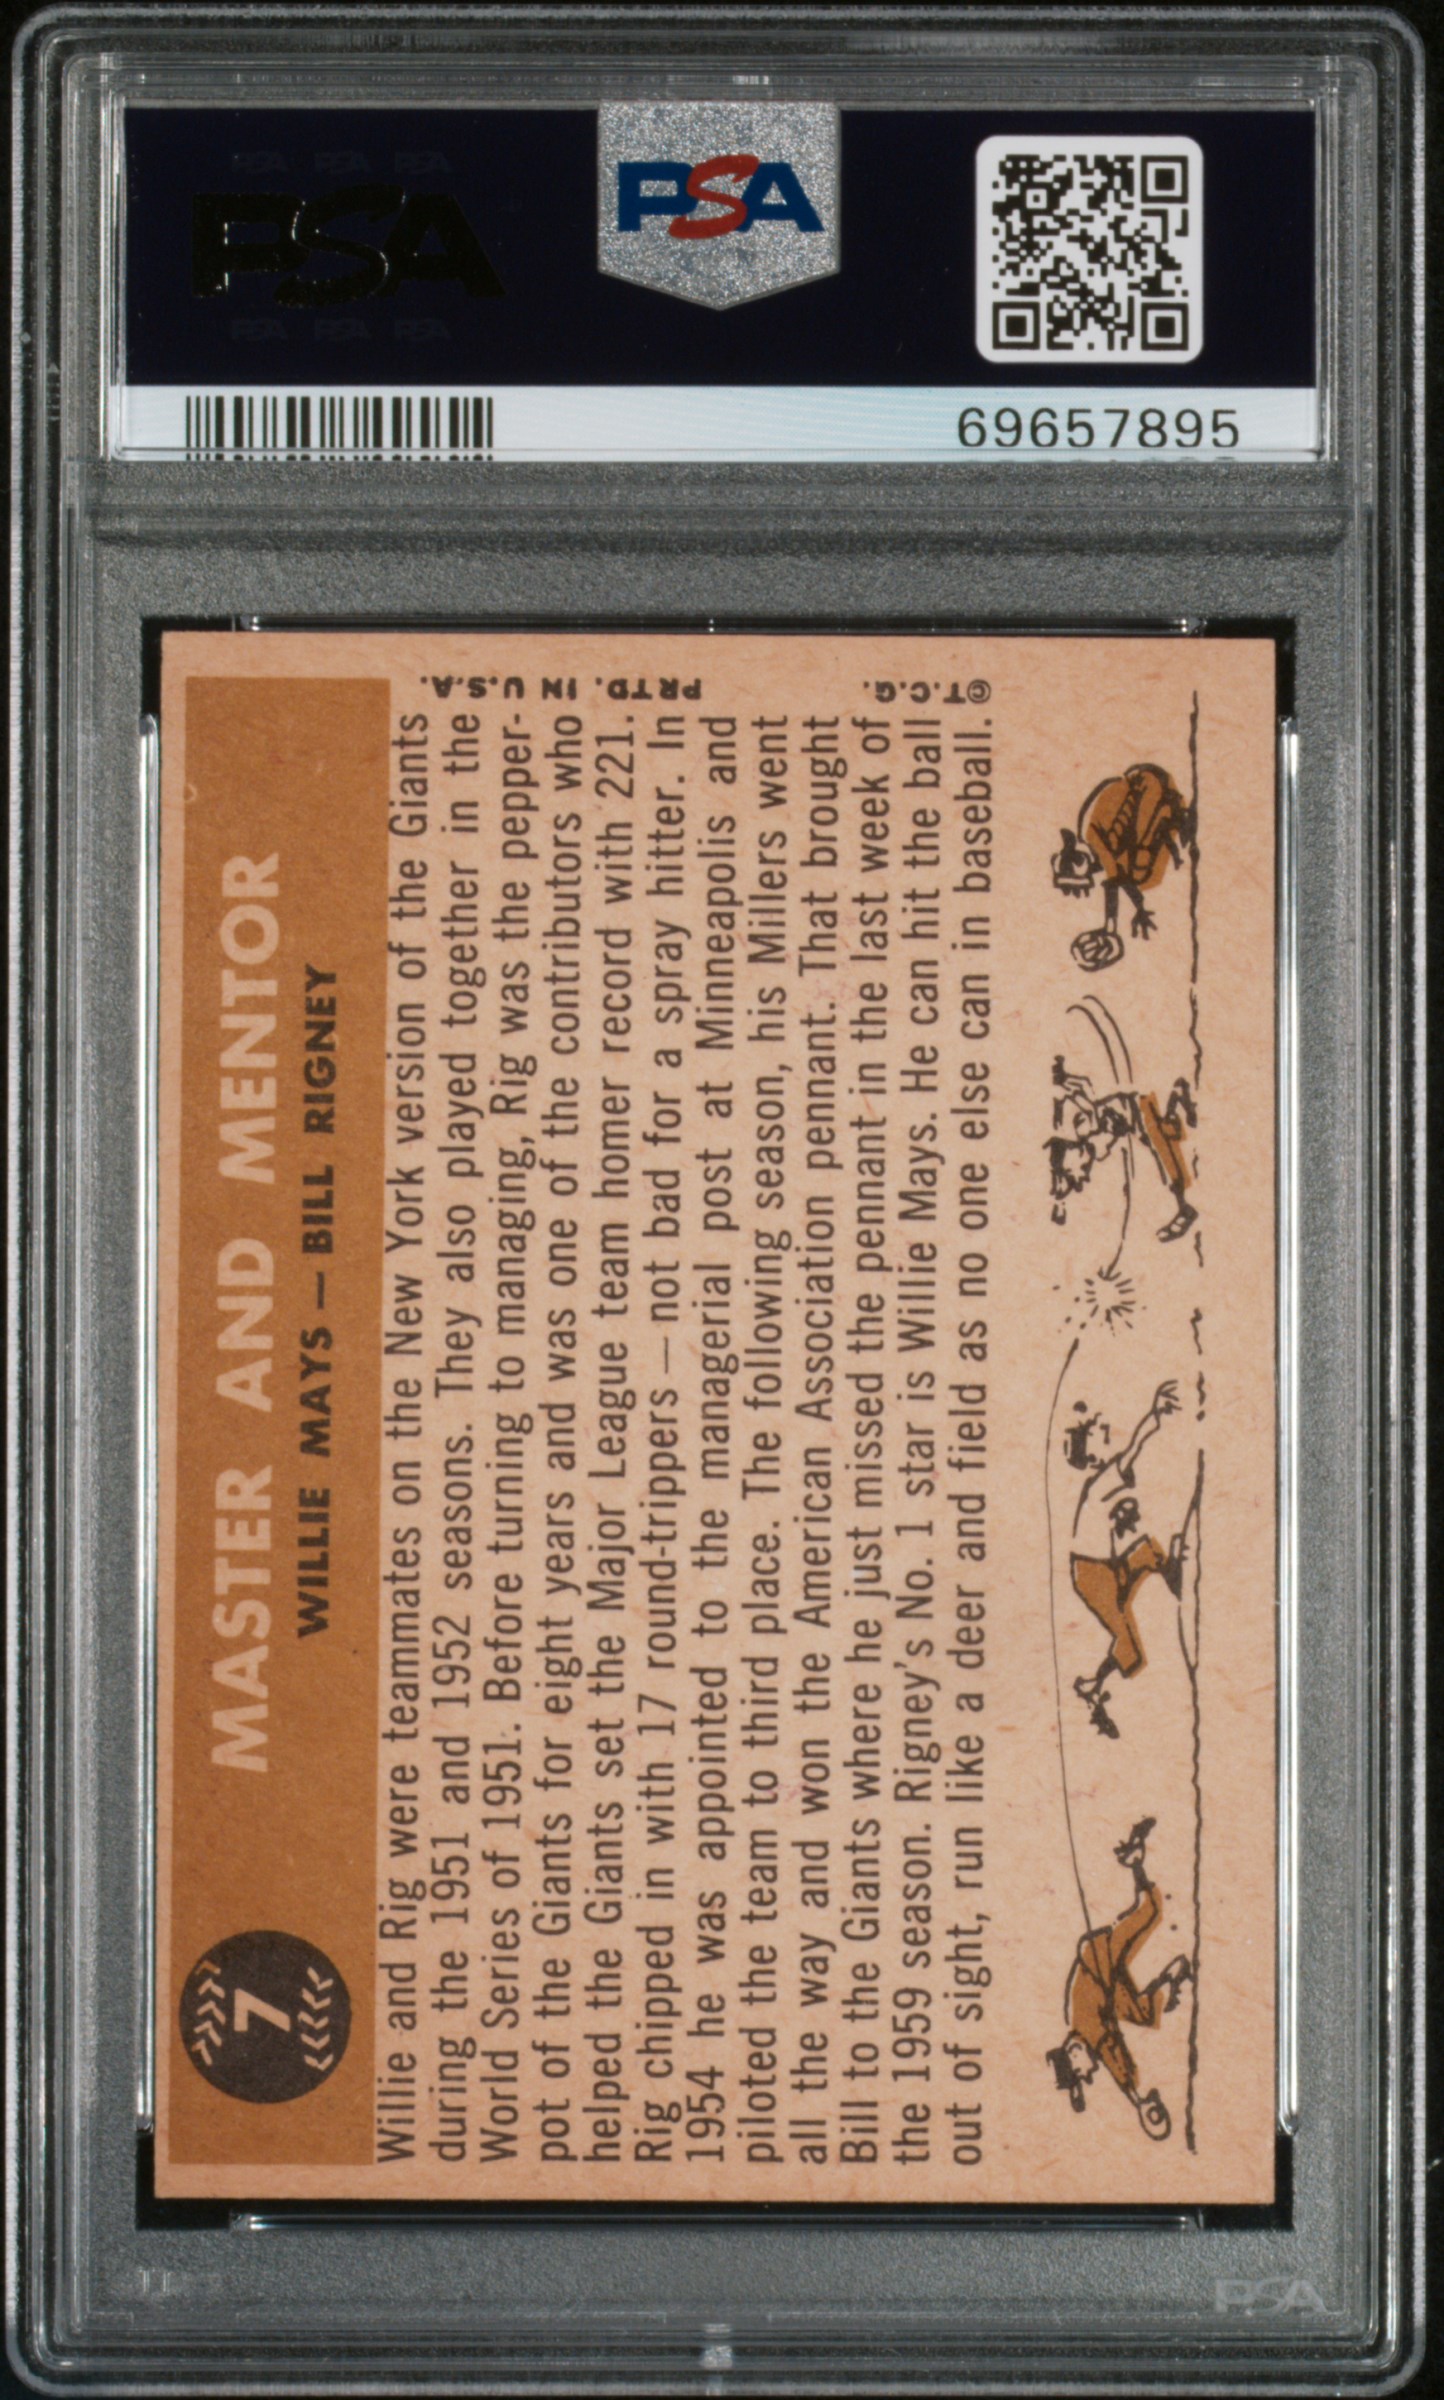 PSA
PSA
PSA PSA PSA
PSA PSA PSA
69657895
7
MASTER AND MENTOR
WILLIE MAYS — BILL RIGNEY
Willie and Rig were teammates on the New York version of the Giants
during the 1951 and 1952 seasons. They also played together in the
World Series of 1951. Before turning to managing, Rig was the pepper-
pot of the Giants for eight years and was one of the contributors who
helped the Giants set the Major League team homer record with 221.
Rig chipped in with 17 round-trippers — not bad for a spray hitter. In
1954 he was appointed to the managerial post at Minneapolis and
piloted the team to third place. The following season, his Millers went
all the way and won the American Association pennant. That brought
Bill to the Giants where he just missed the pennant in the last week of
the 1959 season. Rigney's No. 1 star is Willie Mays. He can hit the ball
out of sight, run like a deer and field as no one else can in baseball.
©T.C.G. PRTD. IN U.S.A.
PSA